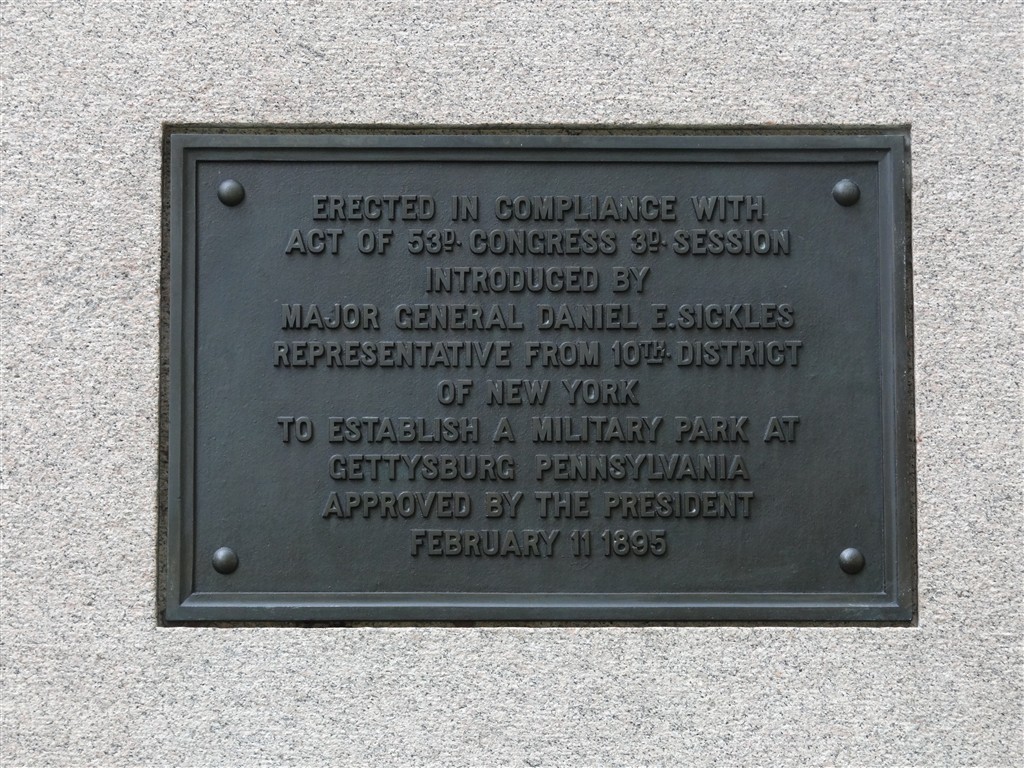 ERECTED IN COMPLIANCE WITH
ACT OF 53D. CONGRESS 3D. SESSION
INTRODUCED BY
MAJOR GENERAL DANIEL E. SICKLES
REPRESENTATIVE FROM 10TH. DISTRICT
OF NEW YORK
TO ESTABLISH A MILITARY PARK AT
GETTYSBURG PENNSYLVANIA
APPROVED BY THE PRESIDENT
FEBRUARY 11 1895